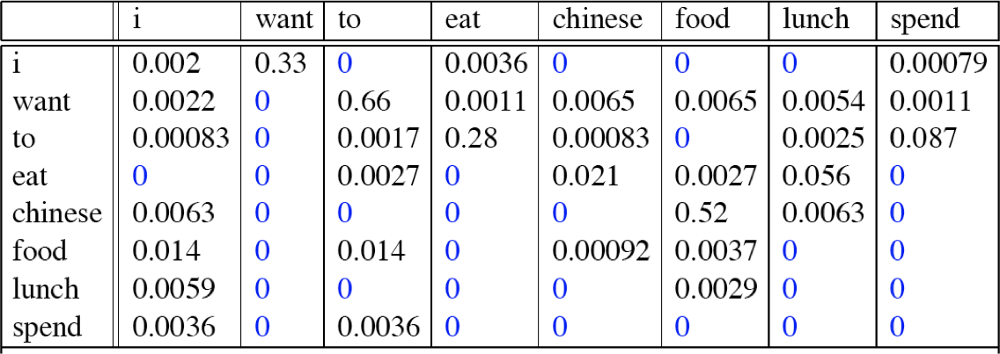 i want to eat chinese food lunch spend
i 0.002 0.33 0 0.0036 0 0 0 0.00079
want 0.0022 0 0.66 0.0011 0.0065 0.0065 0.0054 0.0011
to 0.00083 0 0.0017 0.28 0.00083 0 0.0025 0.087
eat 0 0 0.0027 0 0.021 0.0027 0.056 0
chinese 0.0063 0 0 0 0 0.52 0.0063 0
food 0.014 0 0.014 0 0.00092 0.0037 0 0
lunch 0.0059 0 0 0 0 0.0029 0 0
spend 0.0036 0 0.0036 0 0 0 0 0